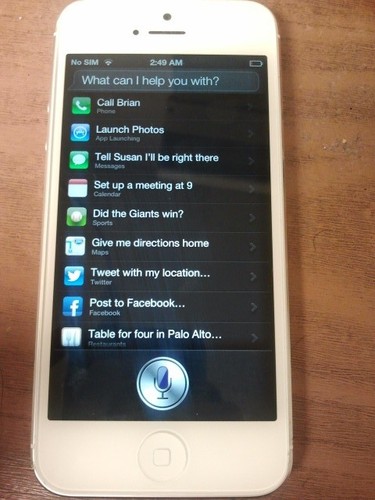 No SIM 2:49 AM
What can I help you with?
Call Brian
Phone
Launch Photos
App Launching
Tell Susan I'll be right there
Messages
Set up a meeting at 9
Calendar
Did the Giants win?
Sports
Give me directions home
Maps
Tweet with my location...
Twitter
Post to Facebook...
Facebook
Table for four in Palo Alto...
Restaurants